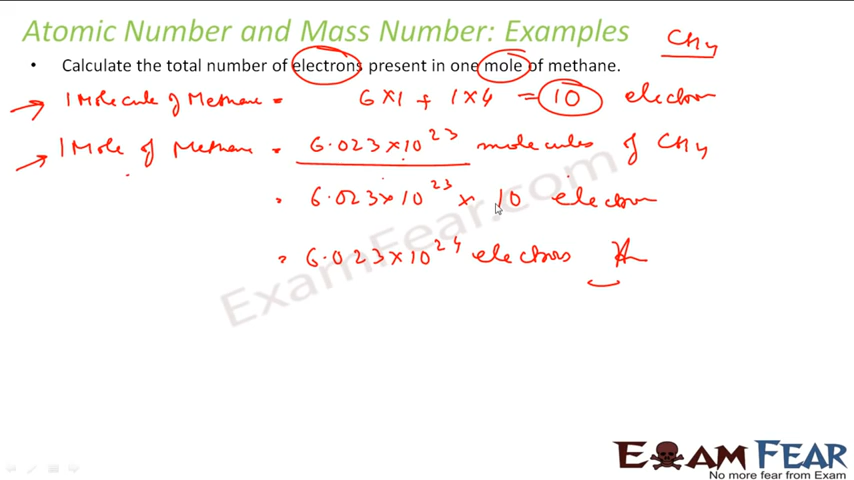 Atomic Number and Mass Number: Examples
CH4
• Calculate the total number of electrons present in one mole of methane.
1 Molecule of Methane = 6 × 1 + 1 × 4 = 10 electron
1 Mole of Methane = 6.023 × 10^23 molecules of CH4
= 6.023 × 10^23 × 10 electron
= 6.023 × 10^24 electrons
ExamFear.com
EXAM FEAR
No more fear from Exam